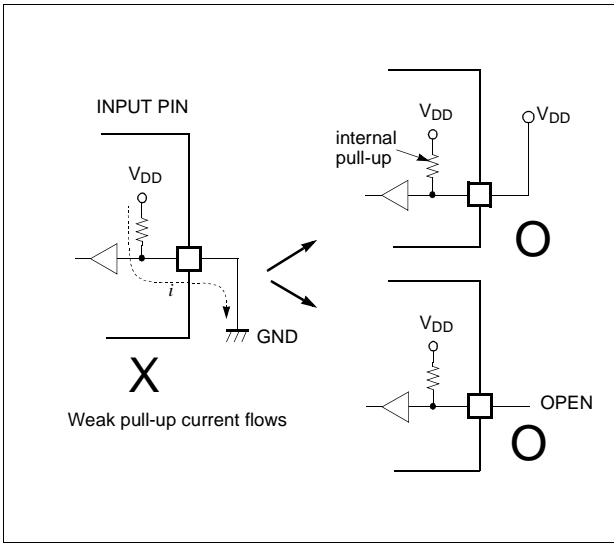 INPUT PIN
VDD
i
GND
X
Weak pull-up current flows
VDD
internal
pull-up
VDD
O
VDD
OPEN
O